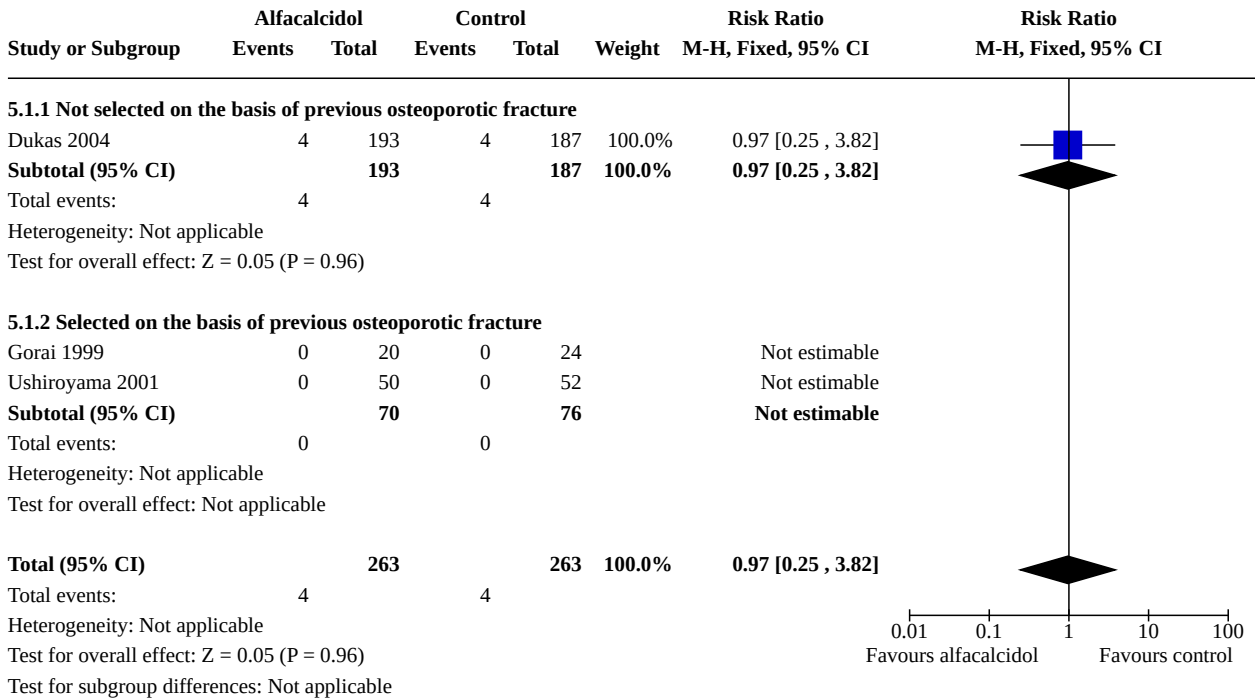 Alfacalcidol Control Risk Ratio Risk Ratio
Study or Subgroup Events Total Events Total Weight M-H, Fixed, 95% CI M-H, Fixed, 95% CI
5.1.1 Not selected on the basis of previous osteoporotic fracture
Dukas 2004 4 193 4 187 100.0% 0.97 [0.25 , 3.82]
Subtotal (95% CI) 193 187 100.0% 0.97 [0.25 , 3.82]
Total events: 4 4
Heterogeneity: Not applicable
Test for overall effect: Z = 0.05 (P = 0.96)
5.1.2 Selected on the basis of previous osteoporotic fracture
Gorai 1999 0 20 0 24 Not estimable
Ushiroyama 2001 0 50 0 52 Not estimable
Subtotal (95% CI) 70 76 Not estimable
Total events: 0 0
Heterogeneity: Not applicable
Test for overall effect: Not applicable
Total (95% CI) 263 263 100.0% 0.97 [0.25 , 3.82]
Total events: 4 4
Heterogeneity: Not applicable 0.01 0.1 1 10 100
Test for overall effect: Z = 0.05 (P = 0.96) Favours alfacalcidol Favours control
Test for subgroup differences: Not applicable